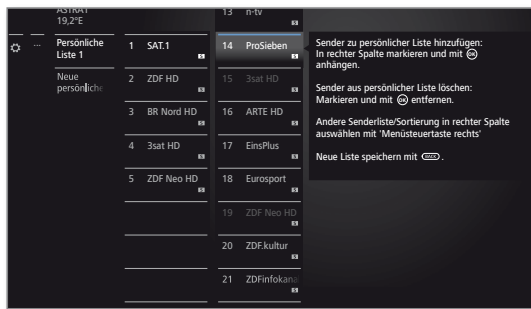 ASTRA1
19,2°E
...
Persönliche
Liste 1
Neue
persönliche
1 SAT.1
2 ZDF HD
3 BR Nord HD
4 3sat HD
5 ZDF Neo HD
13 n-tv
14 ProSieben
15 3sat HD
16 ARTE HD
17 EinsPlus
18 Eurosport
19 ZDF Neo HD
20 ZDF.kultur
21 ZDFinfokana
Sender zu persönlicher Liste hinzufügen:
In rechter Spalte markieren und mit OK
anhängen.
Sender aus persönlicher Liste löschen:
Markieren und mit OK entfernen.
Andere Senderliste/Sortierung in rechter Spalte
auswählen mit 'Menüsteuertaste rechts'
Neue Liste speichern mit BACK .